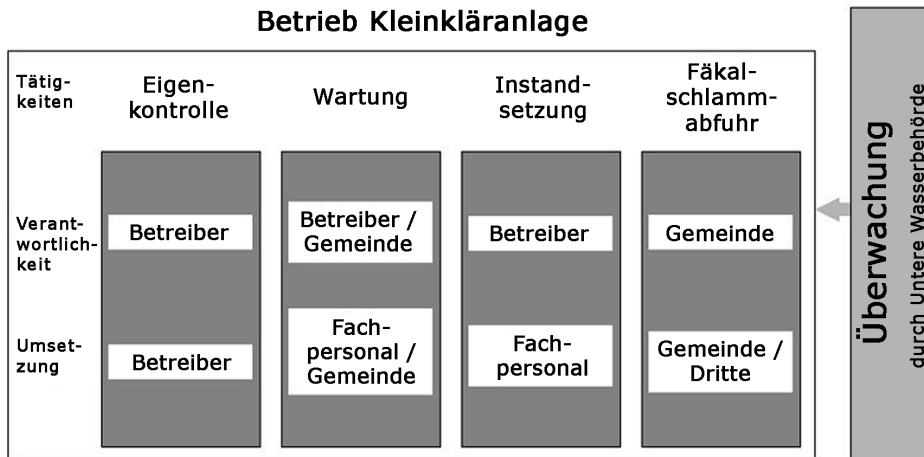 Betrieb Kleinkläranlage
Tätig-
keiten
Eigen-
kontrolle
Wartung
Instand-
setzung
Fäkal-
schlamm-
abfuhr
Verant-
wortlich-
keit
Betreiber
Betreiber /
Gemeinde
Betreiber
Gemeinde
Umset-
zung
Betreiber
Fach-
personal /
Gemeinde
Fach-
personal
Gemeinde /
Dritte
Überwachung
durch Untere Wasserbehörde